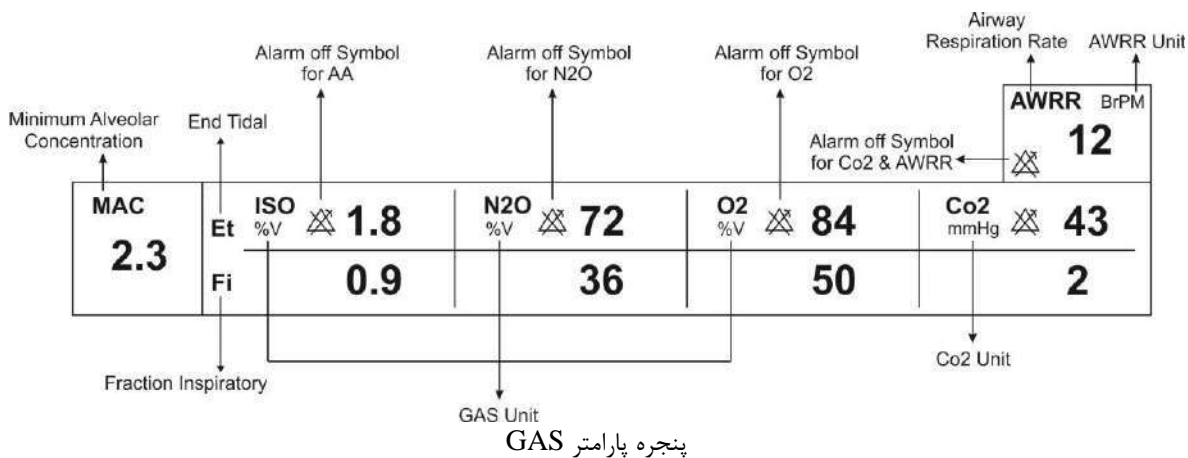 Airway
Respiration Rate
AWRR Unit
Alarm off Symbol
for AA
Alarm off Symbol
for N2O
Alarm off Symbol
for O2
AWRR BrPM
12
Minimum Alveolar
Concentration
End Tidal
Alarm off Symbol
for Co2 & AWRR
MAC
2.3
Et
ISO
%V
1.8
N2O
%V
72
O2
%V
84
Co2
mmHg
43
Fi
0.9
36
50
2
Fraction Inspiratory
GAS Unit
Co2 Unit
پنجره پارامتر GAS